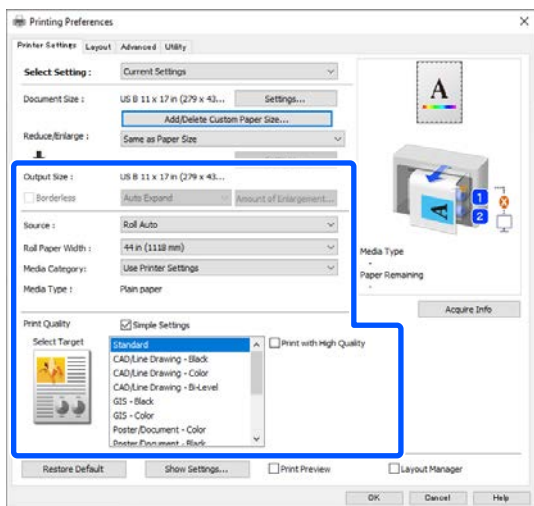 Printing Preferences
Printer Settings Layout Advanced Utility
Select Setting : Current Settings
Document Size : US B 11 x 17 in (279 x 43... Settings...
Add/Delete Custom Paper Size...
Reduce/Enlarge : Same as Paper Size
Output Size : US B 11 x 17 in (279 x 43...
Borderless Auto Expand Amount of Enlargement...
Source : Roll Auto
Roll Paper Width : 44 in (1118 mm)
Media Category: Use Printer Settings
Media Type : Plain paper
Print Quality Simple Settings
Select Target
Standard
CAD/Line Drawing - Black
CAD/Line Drawing - Color
CAD/Line Drawing - Bi-Level
GIS - Black
GIS - Color
Poster/Document - Color
Poster/Document - Black
Print with High Quality
A
A
1
2
Media Type
-
Paper Remaining
-
Acquire Info
Restore Default Show Settings... Print Preview Layout Manager
OK Cancel Help